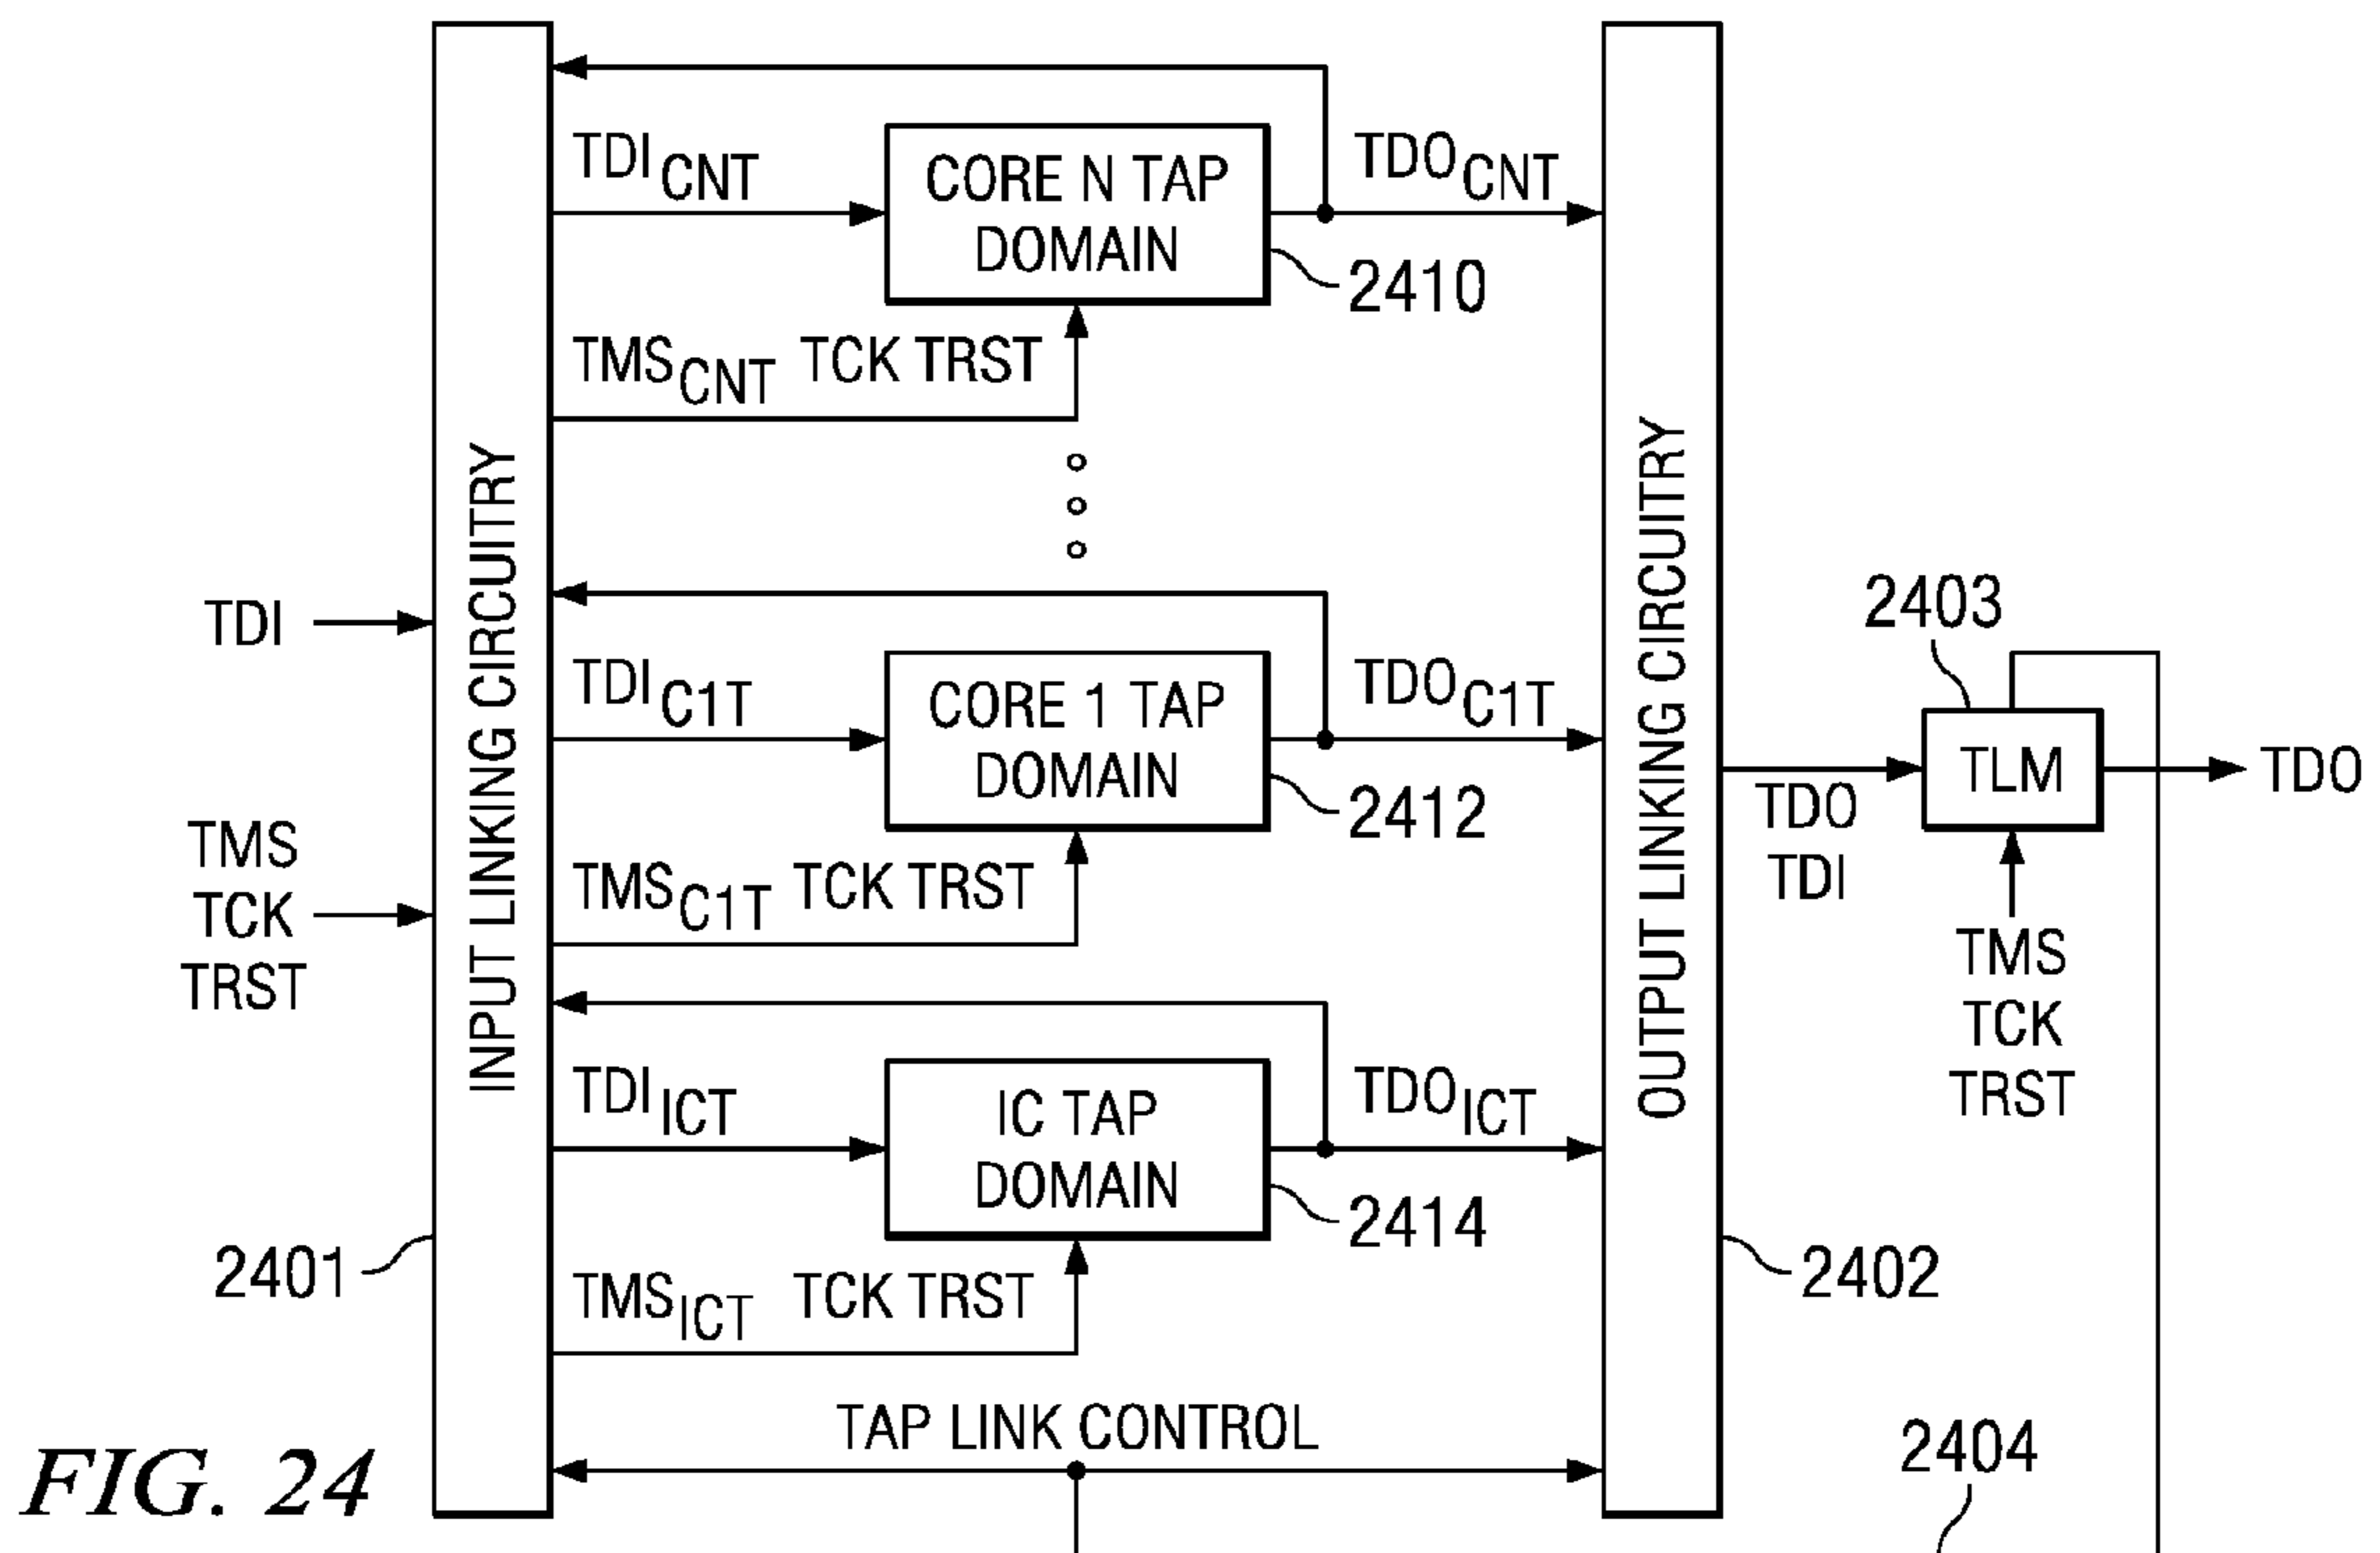 TDI
TMS
TCK
TRST
2401
INPUT LINKING CIRCUITRY
TDI CNT
CORE N TAP
DOMAIN
TDO CNT
2410
TMS CNT TCK TRST
TDI C1T
CORE 1 TAP
DOMAIN
TDO C1T
2412
TMS C1T TCK TRST
TDI ICT
IC TAP
DOMAIN
TDO ICT
2414
TMS ICT TCK TRST
TAP LINK CONTROL
OUTPUT LINKING CIRCUITRY
2402
2403
TLM
TDO
TDO
TDI
TMS
TCK
TRST
2404
FIG. 24